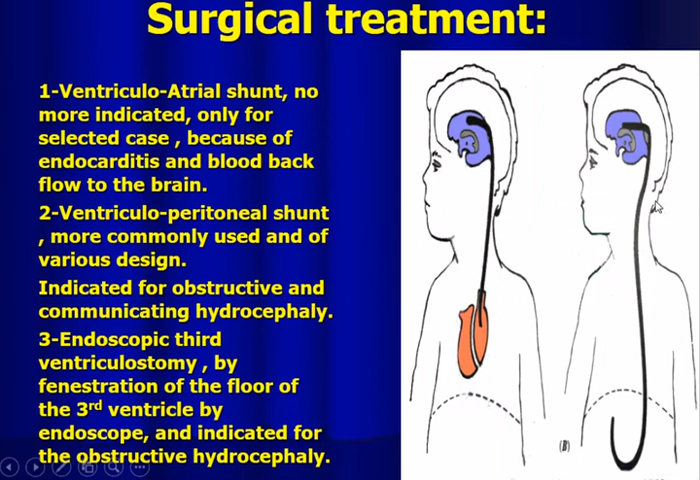 Surgical treatment:
1-Ventriculo-Atrial shunt, no
more indicated, only for
selected case , because of
endocarditis and blood back
flow to the brain.
2-Ventriculo-peritoneal shunt
, more commonly used and of
various design.
Indicated for obstructive and
communicating hydrocephaly.
3-Endoscopic third
ventriculostomy , by
fenestration of the floor of
the 3rd ventricle by
endoscope, and indicated for
the obstructive hydrocephaly.
(B)